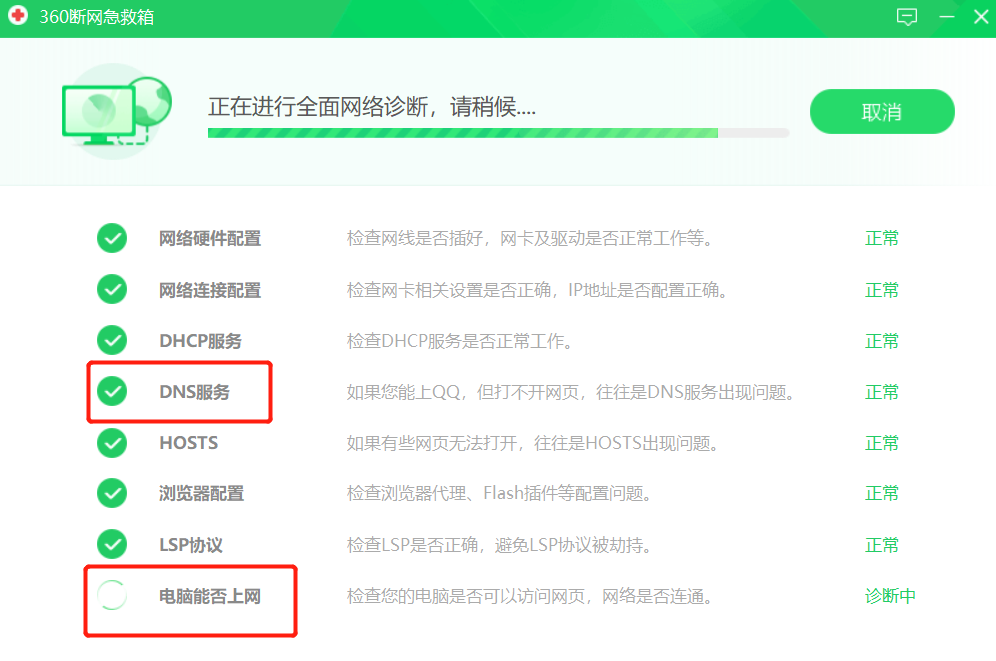 360断网急救箱
正在进行全面网络诊断，请稍候....
取消
网络硬件配置 检查网线是否插好，网卡及驱动是否正常工作等。 正常
网络连接配置 检查网卡相关设置是否正确，IP地址是否配置正确。 正常
DHCP服务 检查DHCP服务是否正常工作。 正常
DNS服务 如果您能上QQ，但打不开网页，往往是DNS服务出现问题。 正常
HOSTS 如果有些网页无法打开，往往是HOSTS出现问题。 正常
浏览器配置 检查浏览器代理、Flash插件等配置问题。 正常
LSP协议 检查LSP是否正确，避免LSP协议被劫持。 正常
电脑能否上网 检查您的电脑是否可以访问网页，网络是否连通。 诊断中